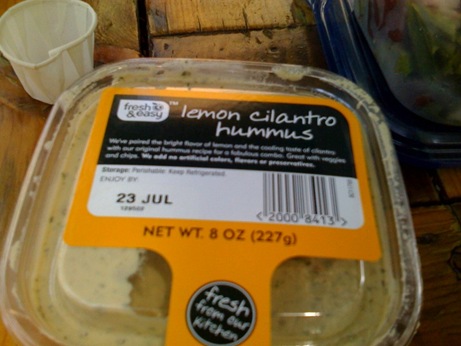 fresh & easy
™
lemon cilantro
hummus
We've paired the bright flavor of lemon and the cooling taste of cilantro
with our original hummus recipe for a fabulous combo. Great with veggies
and chips. We add no artificial colors, flavors or preservatives.
Storage: Perishable: Keep Refrigerated.
ENJOY BY:
23 JUL
<2000 8413>
NET WT. 8 OZ (227g)
fresh
from our
kitchen